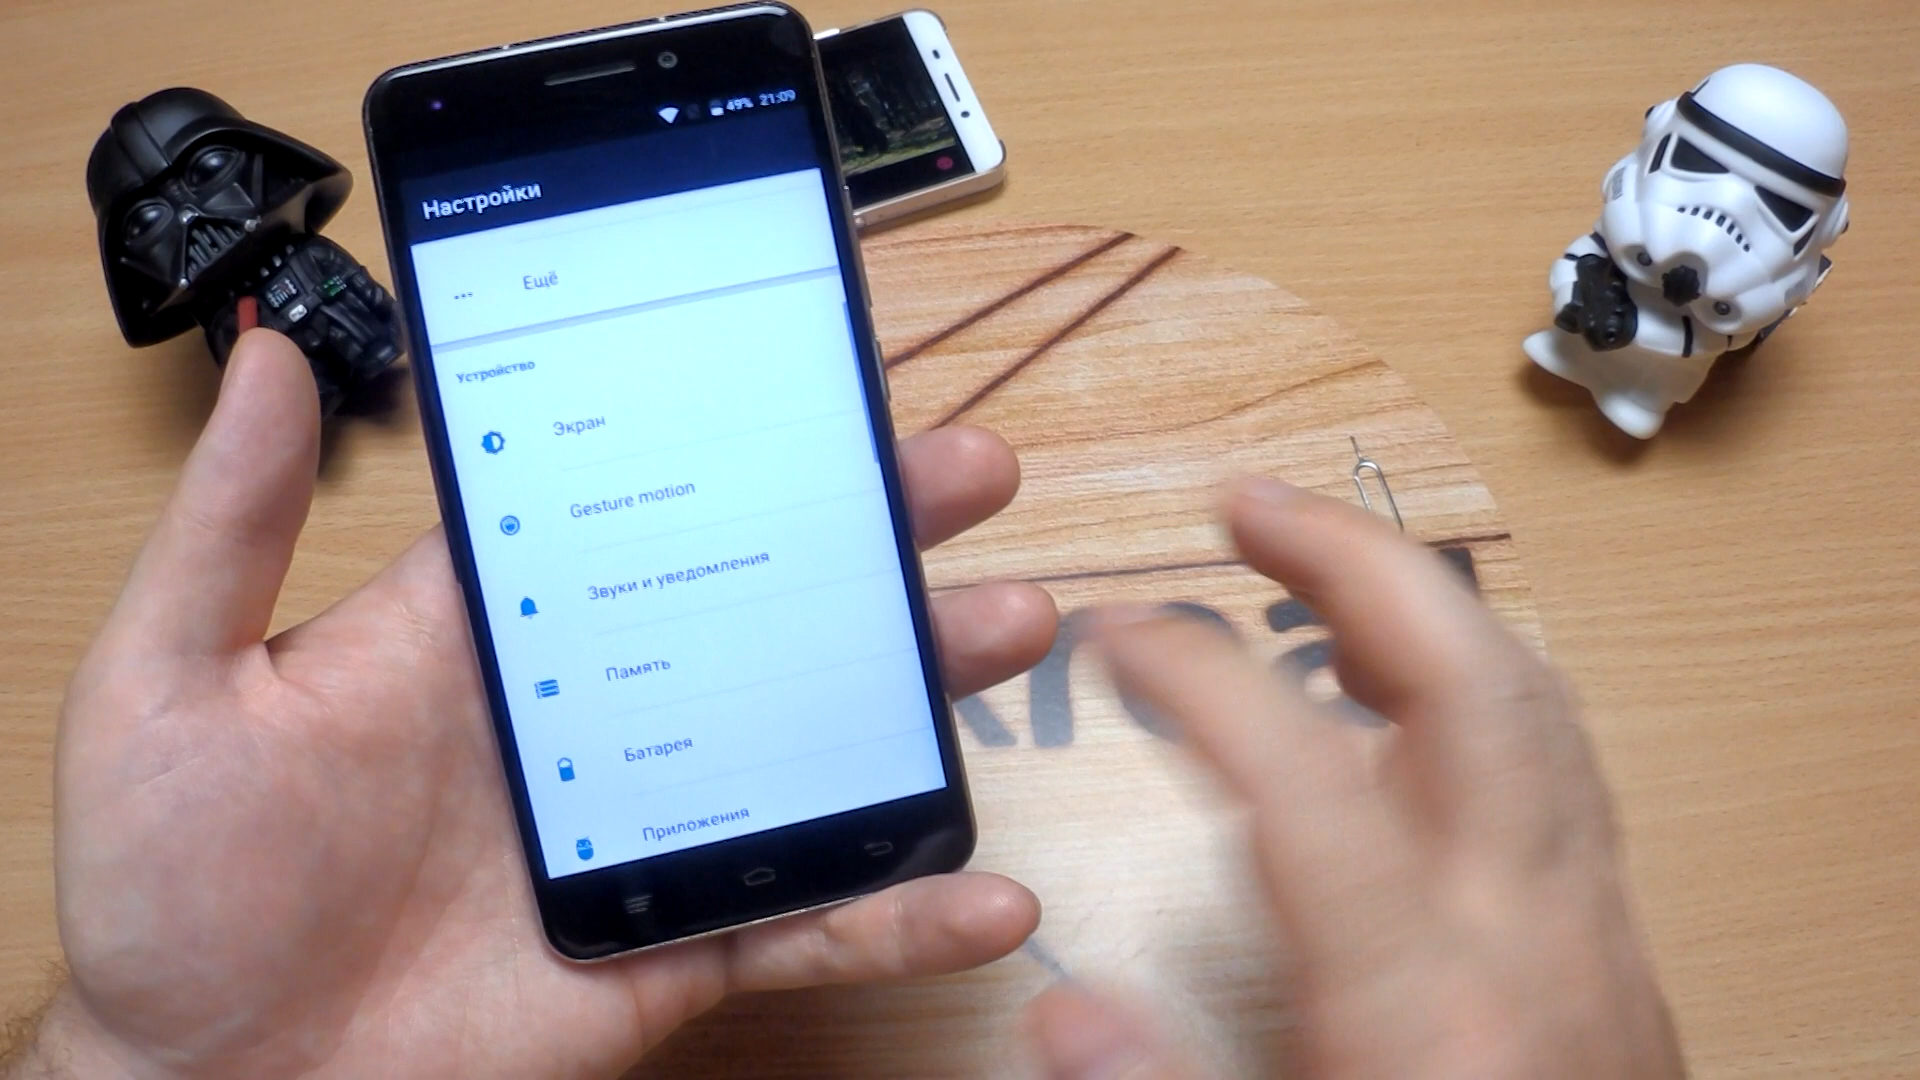 49% 21:09
Настройки
Ещё
Устройство
Экран
Gesture motion
Звуки и уведомления
Память
Батарея
Приложения